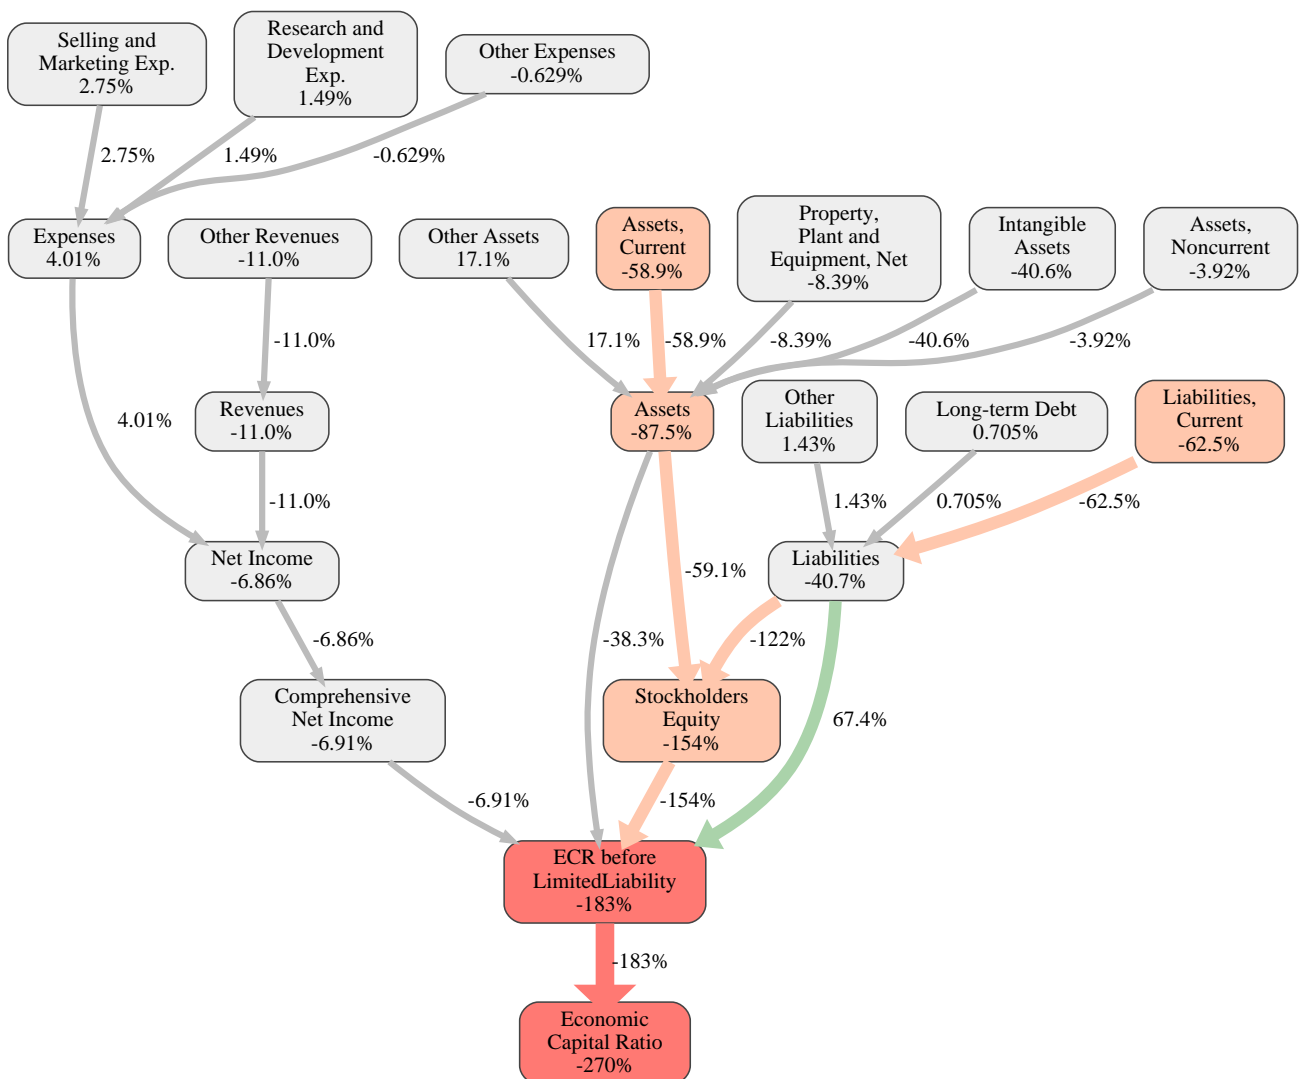 Selling and
Marketing Exp.
2.75%
Research and
Development
Exp.
1.49%
Other Expenses
-0.629%
2.75%
1.49%
-0.629%
Expenses
4.01%
Other Revenues
-11.0%
Other Assets
17.1%
Assets,
Current
-58.9%
Property,
Plant and
Equipment, Net
-8.39%
Intangible
Assets
-40.6%
Assets,
Noncurrent
-3.92%
-11.0%
17.1%
-58.9%
-8.39%
-40.6%
-3.92%
4.01%
Revenues
-11.0%
Assets
-87.5%
Other
Liabilities
1.43%
Long-term Debt
0.705%
Liabilities,
Current
-62.5%
-11.0%
1.43%
0.705%
-62.5%
Net Income
-6.86%
-59.1%
Liabilities
-40.7%
-6.86%
-38.3%
-122%
Comprehensive
Net Income
-6.91%
Stockholders
Equity
-154%
67.4%
-6.91%
-154%
ECR before
LimitedLiability
-183%
-183%
Economic
Capital Ratio
-270%